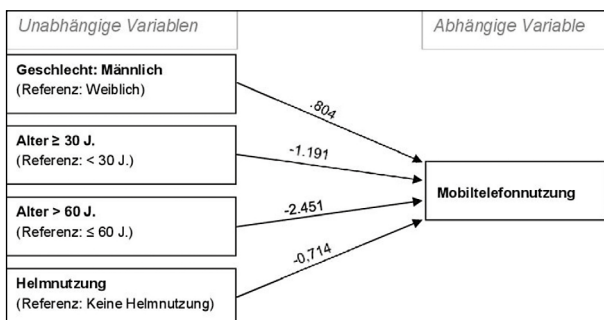 Unabhängige Variablen
Abhängige Variable
Geschlecht: Männlich
(Referenz: Weiblich)
.804
Alter ≥ 30 J.
(Referenz: < 30 J.)
-1.191
Mobiltelefonnutzung
Alter > 60 J.
(Referenz: ≤ 60 J.)
-2.451
Helmnutzung
(Referenz: Keine Helmnutzung)
-0,714